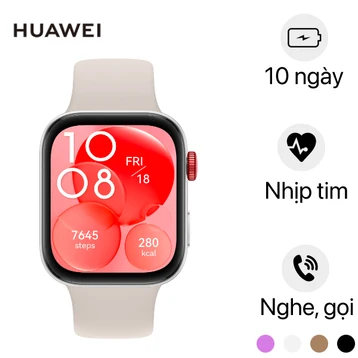 HUAWEI
10
08
FRI
18
7645
steps
280
kcal
10 ngày
Nhịp tim
Nghe, gọi